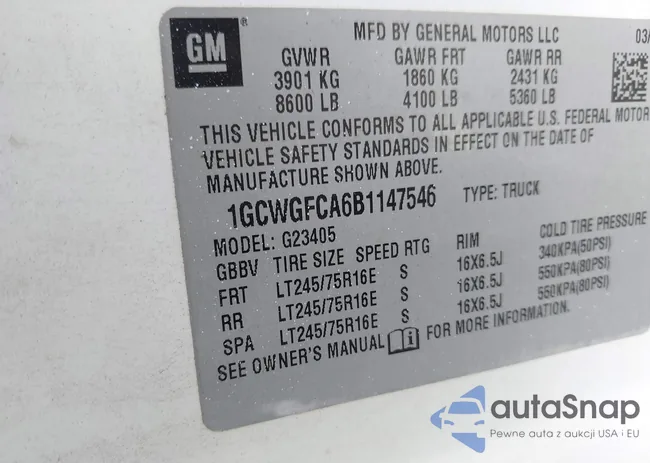 GM
MFD BY GENERAL MOTORS LLC 03/
GVWR GAWR FRT GAWR RR
3901 KG 1860 KG 2431 KG
8600 LB 4100 LB 5360 LB
THIS VEHICLE CONFORMS TO ALL APPLICABLE U.S. FEDERAL MOTOR
VEHICLE SAFETY STANDARDS IN EFFECT ON THE DATE OF
MANUFACTURE SHOWN ABOVE.
1GCWGFCA6B1147546 TYPE: TRUCK
MODEL: G23405
GBBV TIRE SIZE SPEED RTG RIM COLD TIRE PRESSURE
FRT LT245/75R16E S 16X6.5J 340KPA(50PSI)
RR LT245/75R16E S 16X6.5J 550KPA(80PSI)
SPA LT245/75R16E S 16X6.5J 550KPA(80PSI)
SEE OWNER'S MANUAL FOR MORE INFORMATION.
autaSnap
Pewne auta z aukcji USA i EU